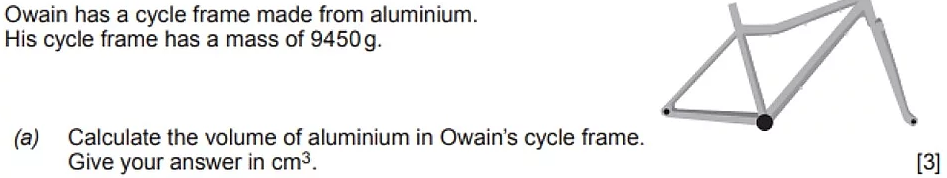 Owain has a cycle frame made from aluminium.
His cycle frame has a mass of 9450 g.
(a) Calculate the volume of aluminium in Owain's cycle frame.
Give your answer in cm³.
[3]